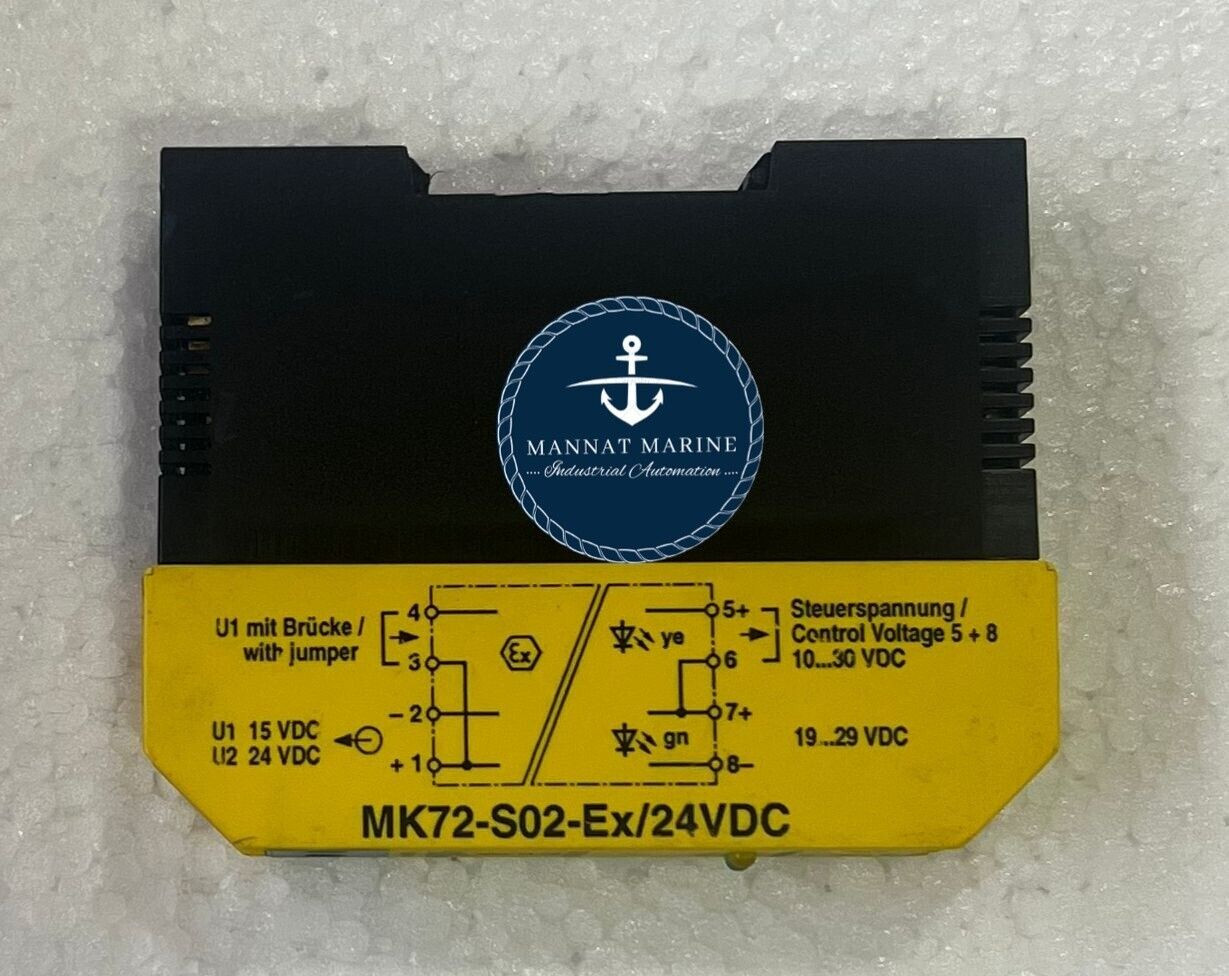 MANNAT MARINE
.... Industrial Automation ....
U1 mit Brücke /
with jumper
4
3
Ex
ye
5+
6
Steuerspannung /
Control Voltage 5 + 8
10...30 VDC
U1 15 VDC
U2 24 VDC
– 2
+ 1
gn
7+
8–
19...29 VDC
MK72-S02-Ex/24VDC